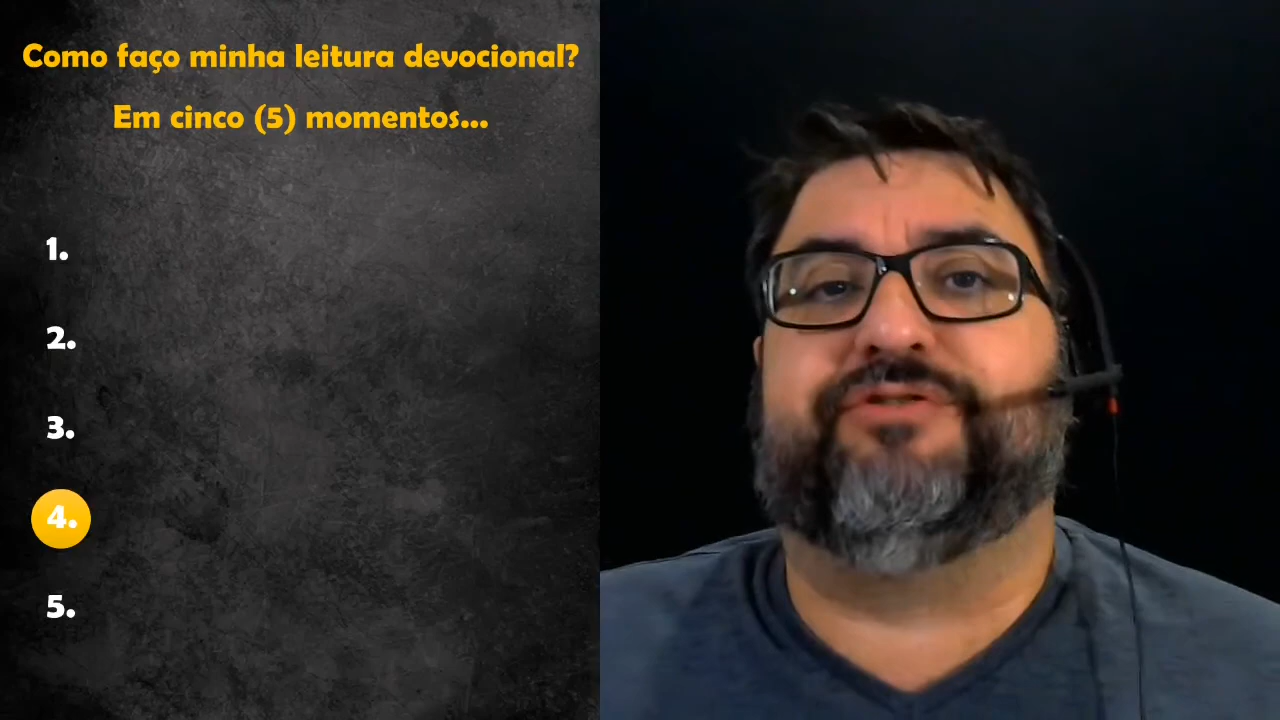 Como faço minha leitura devocional?
Em cinco (5) momentos...
1.
2.
3.
4.
5.